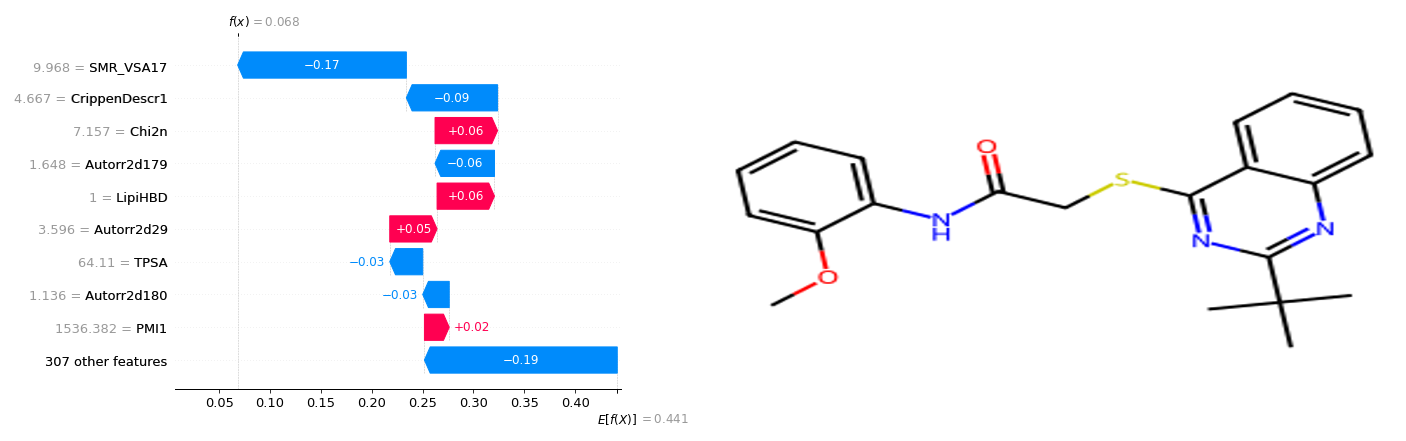 f(x) = 0.068
9.968 = SMR_VSA17
−0.17
4.667 = CrippenDescr1
−0.09
7.157 = Chi2n
+0.06
1.648 = Autorr2d179
−0.06
1 = LipiHBD
+0.06
3.596 = Autorr2d29
+0.05
64.11 = TPSA
−0.03
1.136 = Autorr2d180
−0.03
1536.382 = PMI1
+0.02
307 other features
−0.19
0.05 0.10 0.15 0.20 0.25 0.30 0.35 0.40
E[f(X)] = 0.441
O
S
N
H
N
N
O